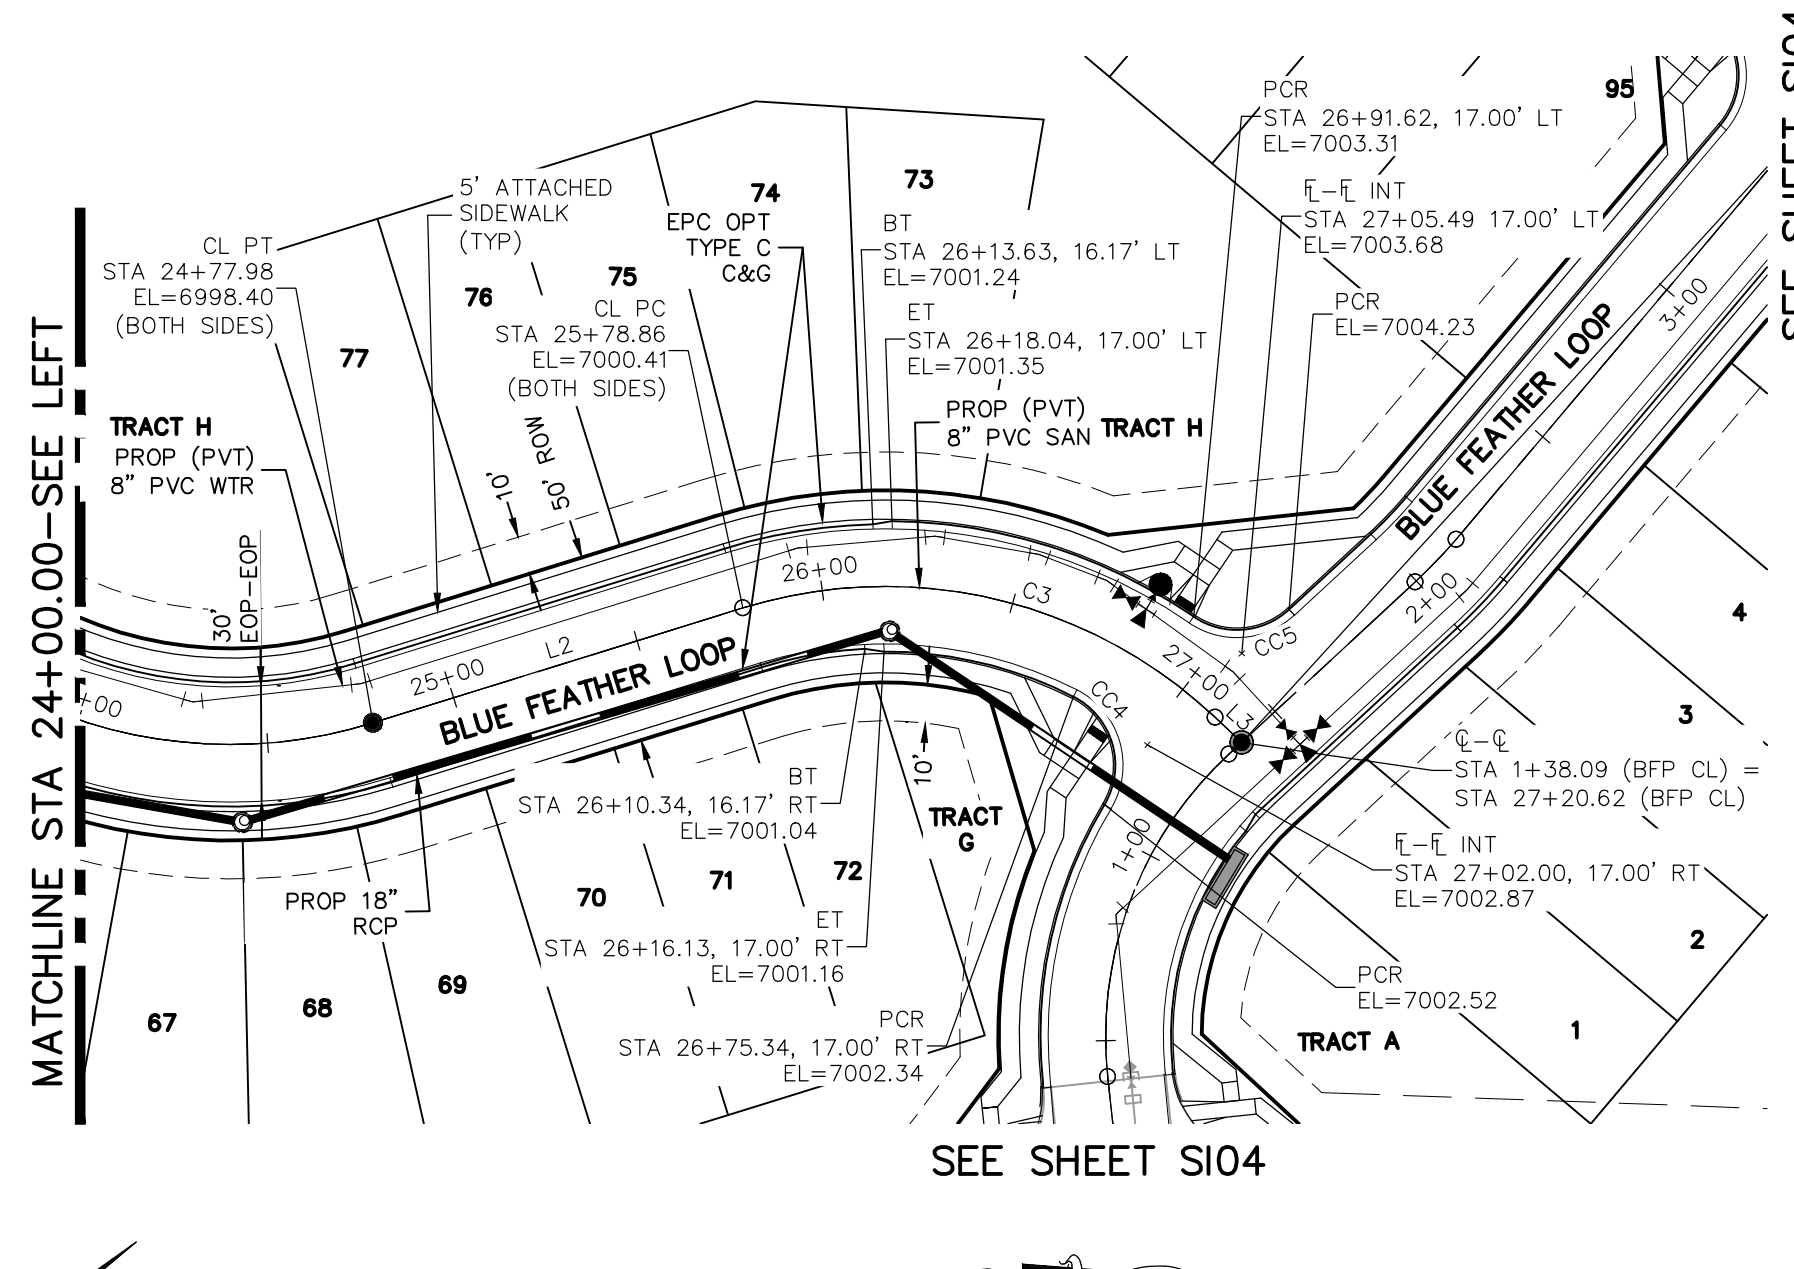 PCR
STA 26+91.62, 17.00' LT
EL=7003.31
95
5' ATTACHED
SIDEWALK
(TYP)
74
73
EPC OPT
TYPE C
C&G
BT
STA 26+13.63, 16.17' LT
EL=7001.24
FL-FL INT
STA 27+05.49 17.00' LT
EL=7003.68
CL PT
STA 24+77.98
EL=6998.40
(BOTH SIDES)
76
75
CL PC
STA 25+78.86
EL=7000.41
(BOTH SIDES)
ET
STA 26+18.04, 17.00' LT
EL=7001.35
PCR
EL=7004.23
3+00
77
TRACT H
PROP (PVT)
8" PVC WTR
10'
50' ROW
PROP (PVT)
8" PVC SAN
TRACT H
BLUE FEATHER LOOP
MATCHLINE STA 24+00.00-SEE LEFT
30'
EOP-EOP
26+00
C3
2+00
4
L2
25+00
BLUE FEATHER LOOP
CC5
27+00
CC4
L3
+00
3
CL-CL
STA 1+38.09 (BFP CL) =
STA 27+20.62 (BFP CL)
10'
BT
STA 26+10.34, 16.17' RT
EL=7001.04
TRACT
G
1+00
FL-FL INT
STA 27+02.00, 17.00' RT
EL=7002.87
PROP 18"
RCP
70
71
72
ET
STA 26+16.13, 17.00' RT
EL=7001.16
2
67
68
69
PCR
EL=7002.52
PCR
STA 26+75.34, 17.00' RT
EL=7002.34
TRACT A
1
SEE SHEET SI04
SEE SHEET SI04